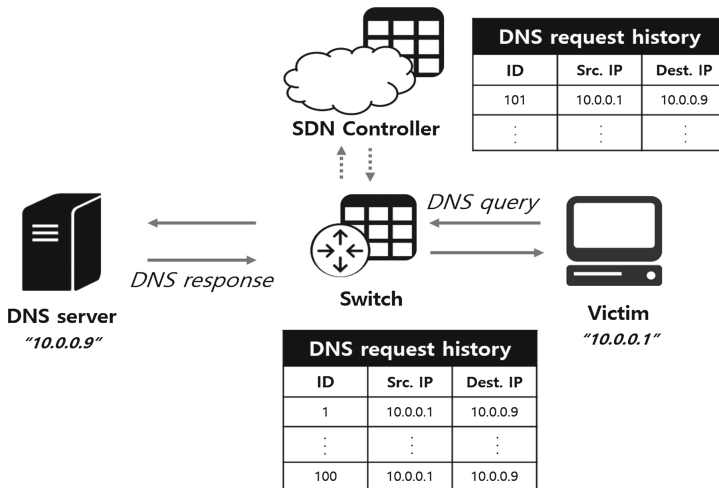 DNS request history
ID Src. IP Dest. IP
101 10.0.0.1 10.0.0.9
⋮ ⋮ ⋮
SDN Controller
DNS query
DNS response
Switch
DNS server
"10.0.0.9"
Victim
"10.0.0.1"
DNS request history
ID Src. IP Dest. IP
1 10.0.0.1 10.0.0.9
⋮ ⋮ ⋮
100 10.0.0.1 10.0.0.9